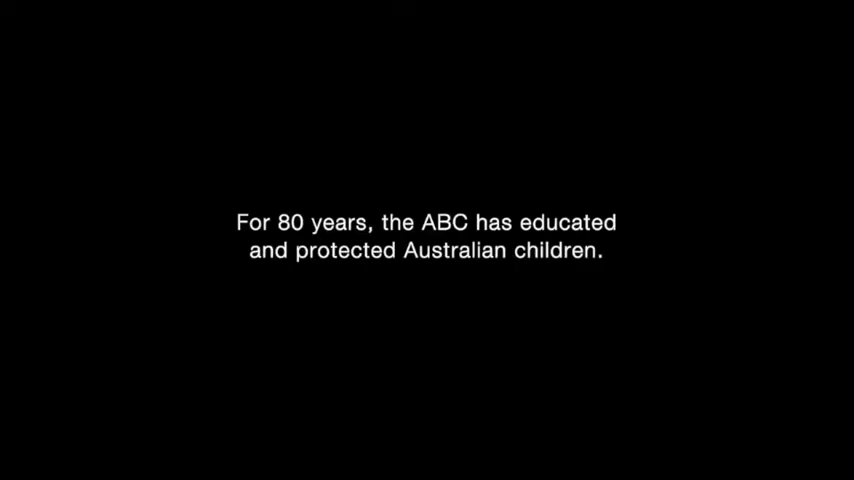 For 80 years, the ABC has educated
and protected Australian children.